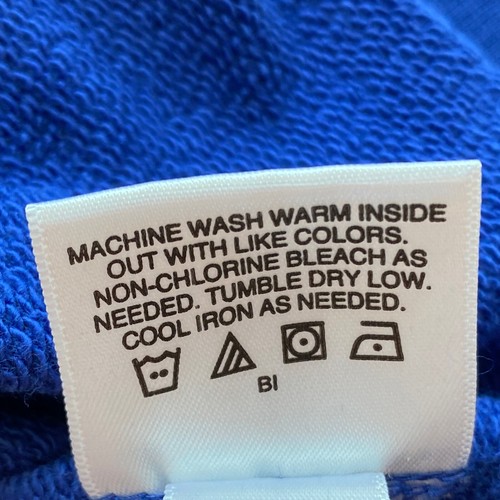 MACHINE WASH WARM INSIDE
OUT WITH LIKE COLORS.
NON-CHLORINE BLEACH AS
NEEDED. TUMBLE DRY LOW.
COOL IRON AS NEEDED.
BI